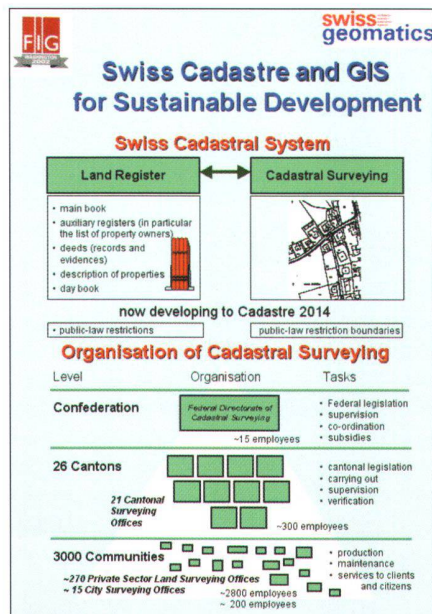 FIG
WASHINGTON
2002
swiss
geomatics
Swiss Cadastre and GIS
for Sustainable Development
Swiss Cadastral System
Land Register
Cadastral Surveying
• main book
• auxiliary registers (in particular
the list of property owners)
• deeds (records and
evidences)
• description of properties
• day book
now developing to Cadastre 2014
• public-law restrictions
public-law restriction boundaries
Organisation of Cadastral Surveying
Level Organisation Tasks
Confederation
Federal Directorate of
Cadastral Surveying
~15 employees
• Federal legislation
• supervision
• co-ordination
• subsidies
26 Cantons
21 Cantonal
Surveying
Offices
~300 employees
• cantonal legislation
• carrying out
• supervision
• verification
3000 Communities
~270 Private Sector Land Surveying Offices
~ 15 City Surveying Offices
~2800 employees
~ 200 employees
• production
• maintenance
• services to clients
and citizens